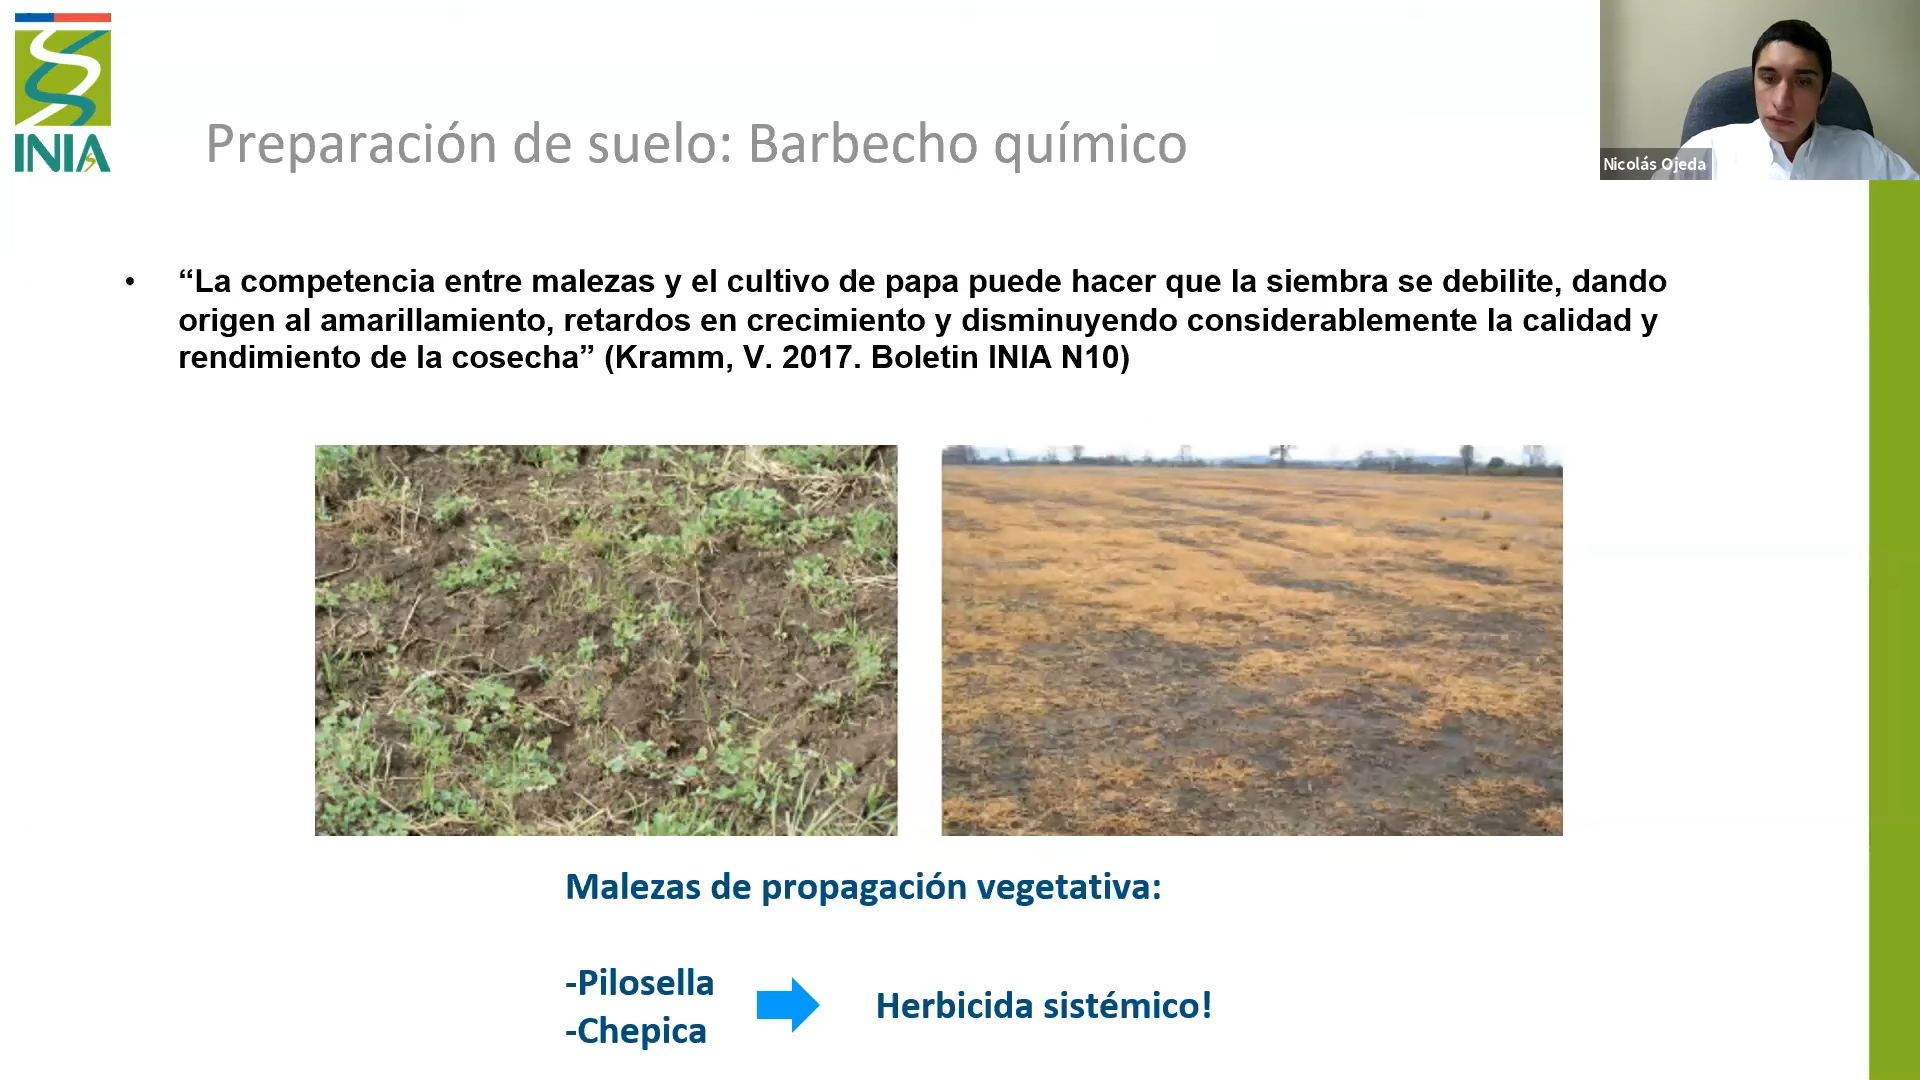 INIA
Preparación de suelo: Barbecho químico
Nicolás Ojeda
• “La competencia entre malezas y el cultivo de papa puede hacer que la siembra se debilite, dando
origen al amarillamiento, retardos en crecimiento y disminuyendo considerablemente la calidad y
rendimiento de la cosecha” (Kramm, V. 2017. Boletin INIA N10)
Malezas de propagación vegetativa:
-Pilosella
-Chepica
Herbicida sistémico!